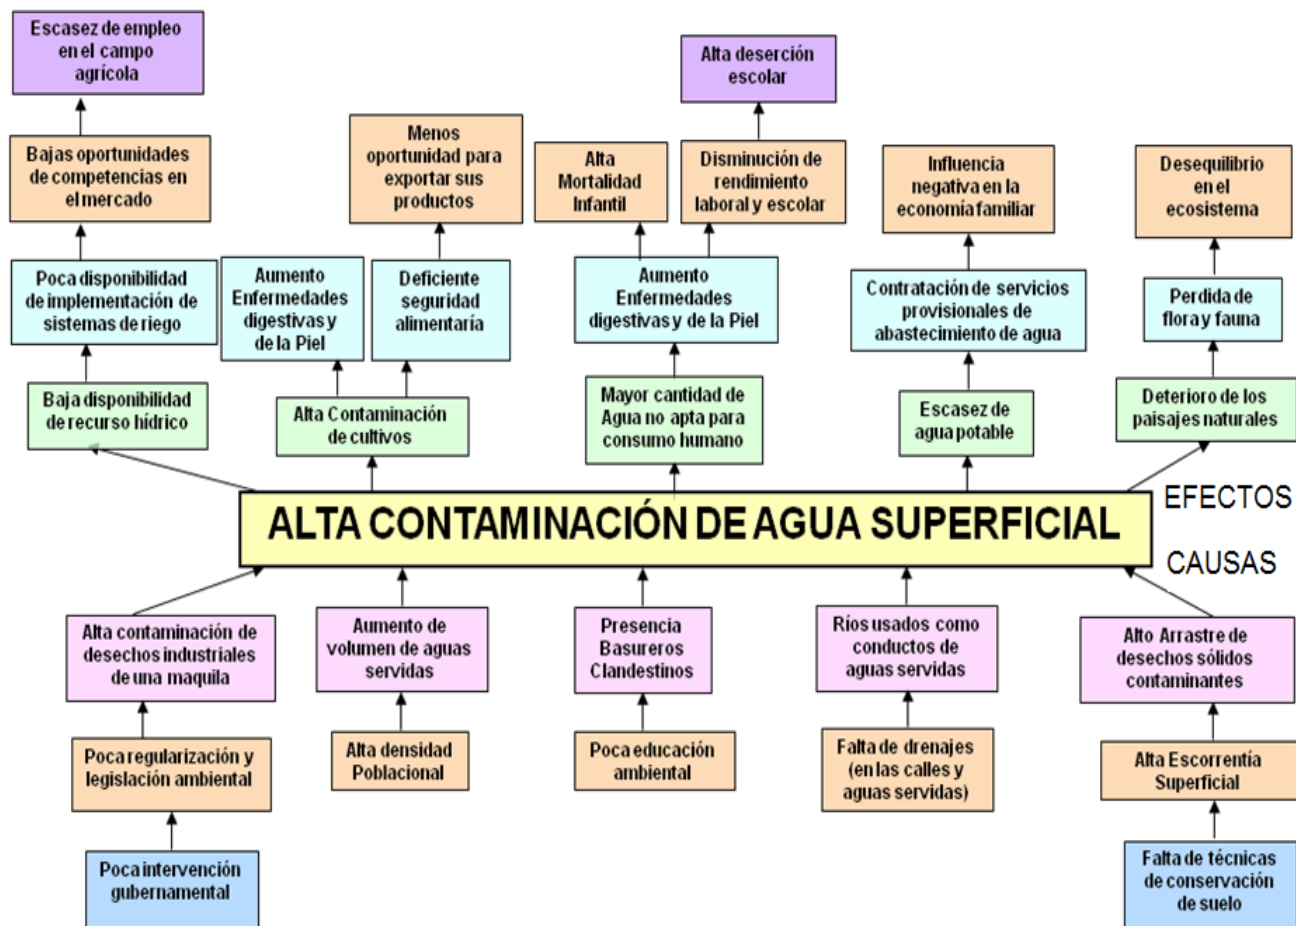 Escasez de empleo
en el campo
agrícola
Alta deserción
escolar
Bajas oportunidades
de competencias en
el mercado
Menos
oportunidad para
exportar sus
productos
Alta
Mortalidad
Infantil
Disminución de
rendimiento
laboral y escolar
Influencia
negativa en la
economía familiar
Desequilibrio
en el
ecosistema
Poca disponibilidad
de implementación de
sistemas de riego
Aumento
Enfermedades
digestivas y
de la Piel
Deficiente
seguridad
alimentaría
Aumento
Enfermedades
digestivas y de la Piel
Contratación de servicios
provisionales de
abastecimiento de agua
Perdida de
flora y fauna
Baja disponibilidad
de recurso hídrico
Alta Contaminación
de cultivos
Mayor cantidad de
Agua no apta para
consumo humano
Escasez de
agua potable
Deterioro de los
paisajes naturales
EFECTOS
ALTA CONTAMINACIÓN DE AGUA SUPERFICIAL
CAUSAS
Alta contaminación de
desechos industriales
de una maquila
Aumento de
volumen de aguas
servidas
Presencia
Basureros
Clandestinos
Ríos usados como
conductos de
aguas servidas
Alto Arrastre de
desechos sólidos
contaminantes
Poca regularización y
legislación ambiental
Alta densidad
Poblacional
Poca educación
ambiental
Falta de drenajes
(en las calles y
aguas servidas)
Alta Escorrentía
Superficial
Poca intervención
gubernamental
Falta de técnicas
de conservación
de suelo